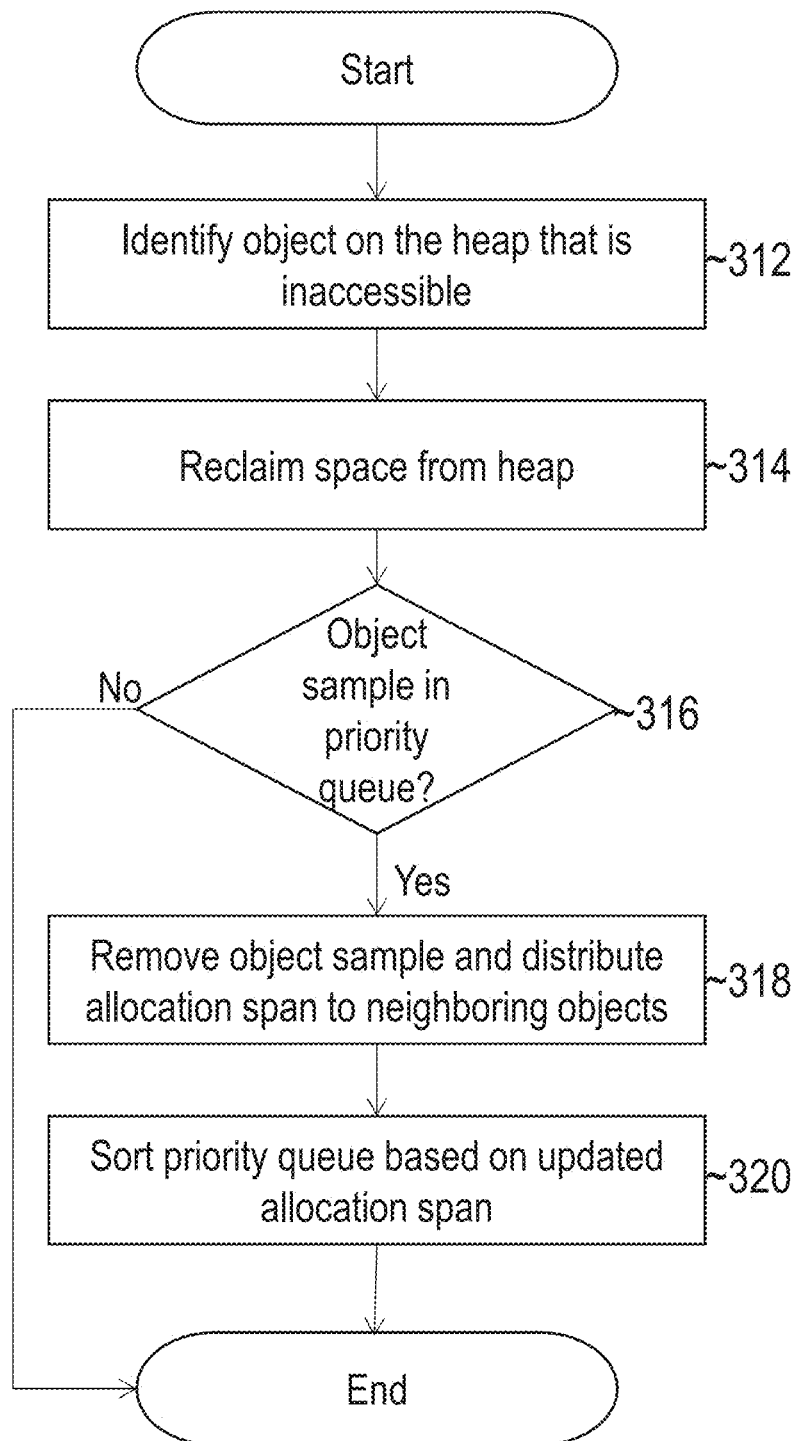 Start
Identify object on the heap that is
inaccessible
~312
Reclaim space from heap
~314
Object
sample in
priority
queue?
No
~316
Yes
Remove object sample and distribute
allocation span to neighboring objects
~318
Sort priority queue based on updated
allocation span
~320
End